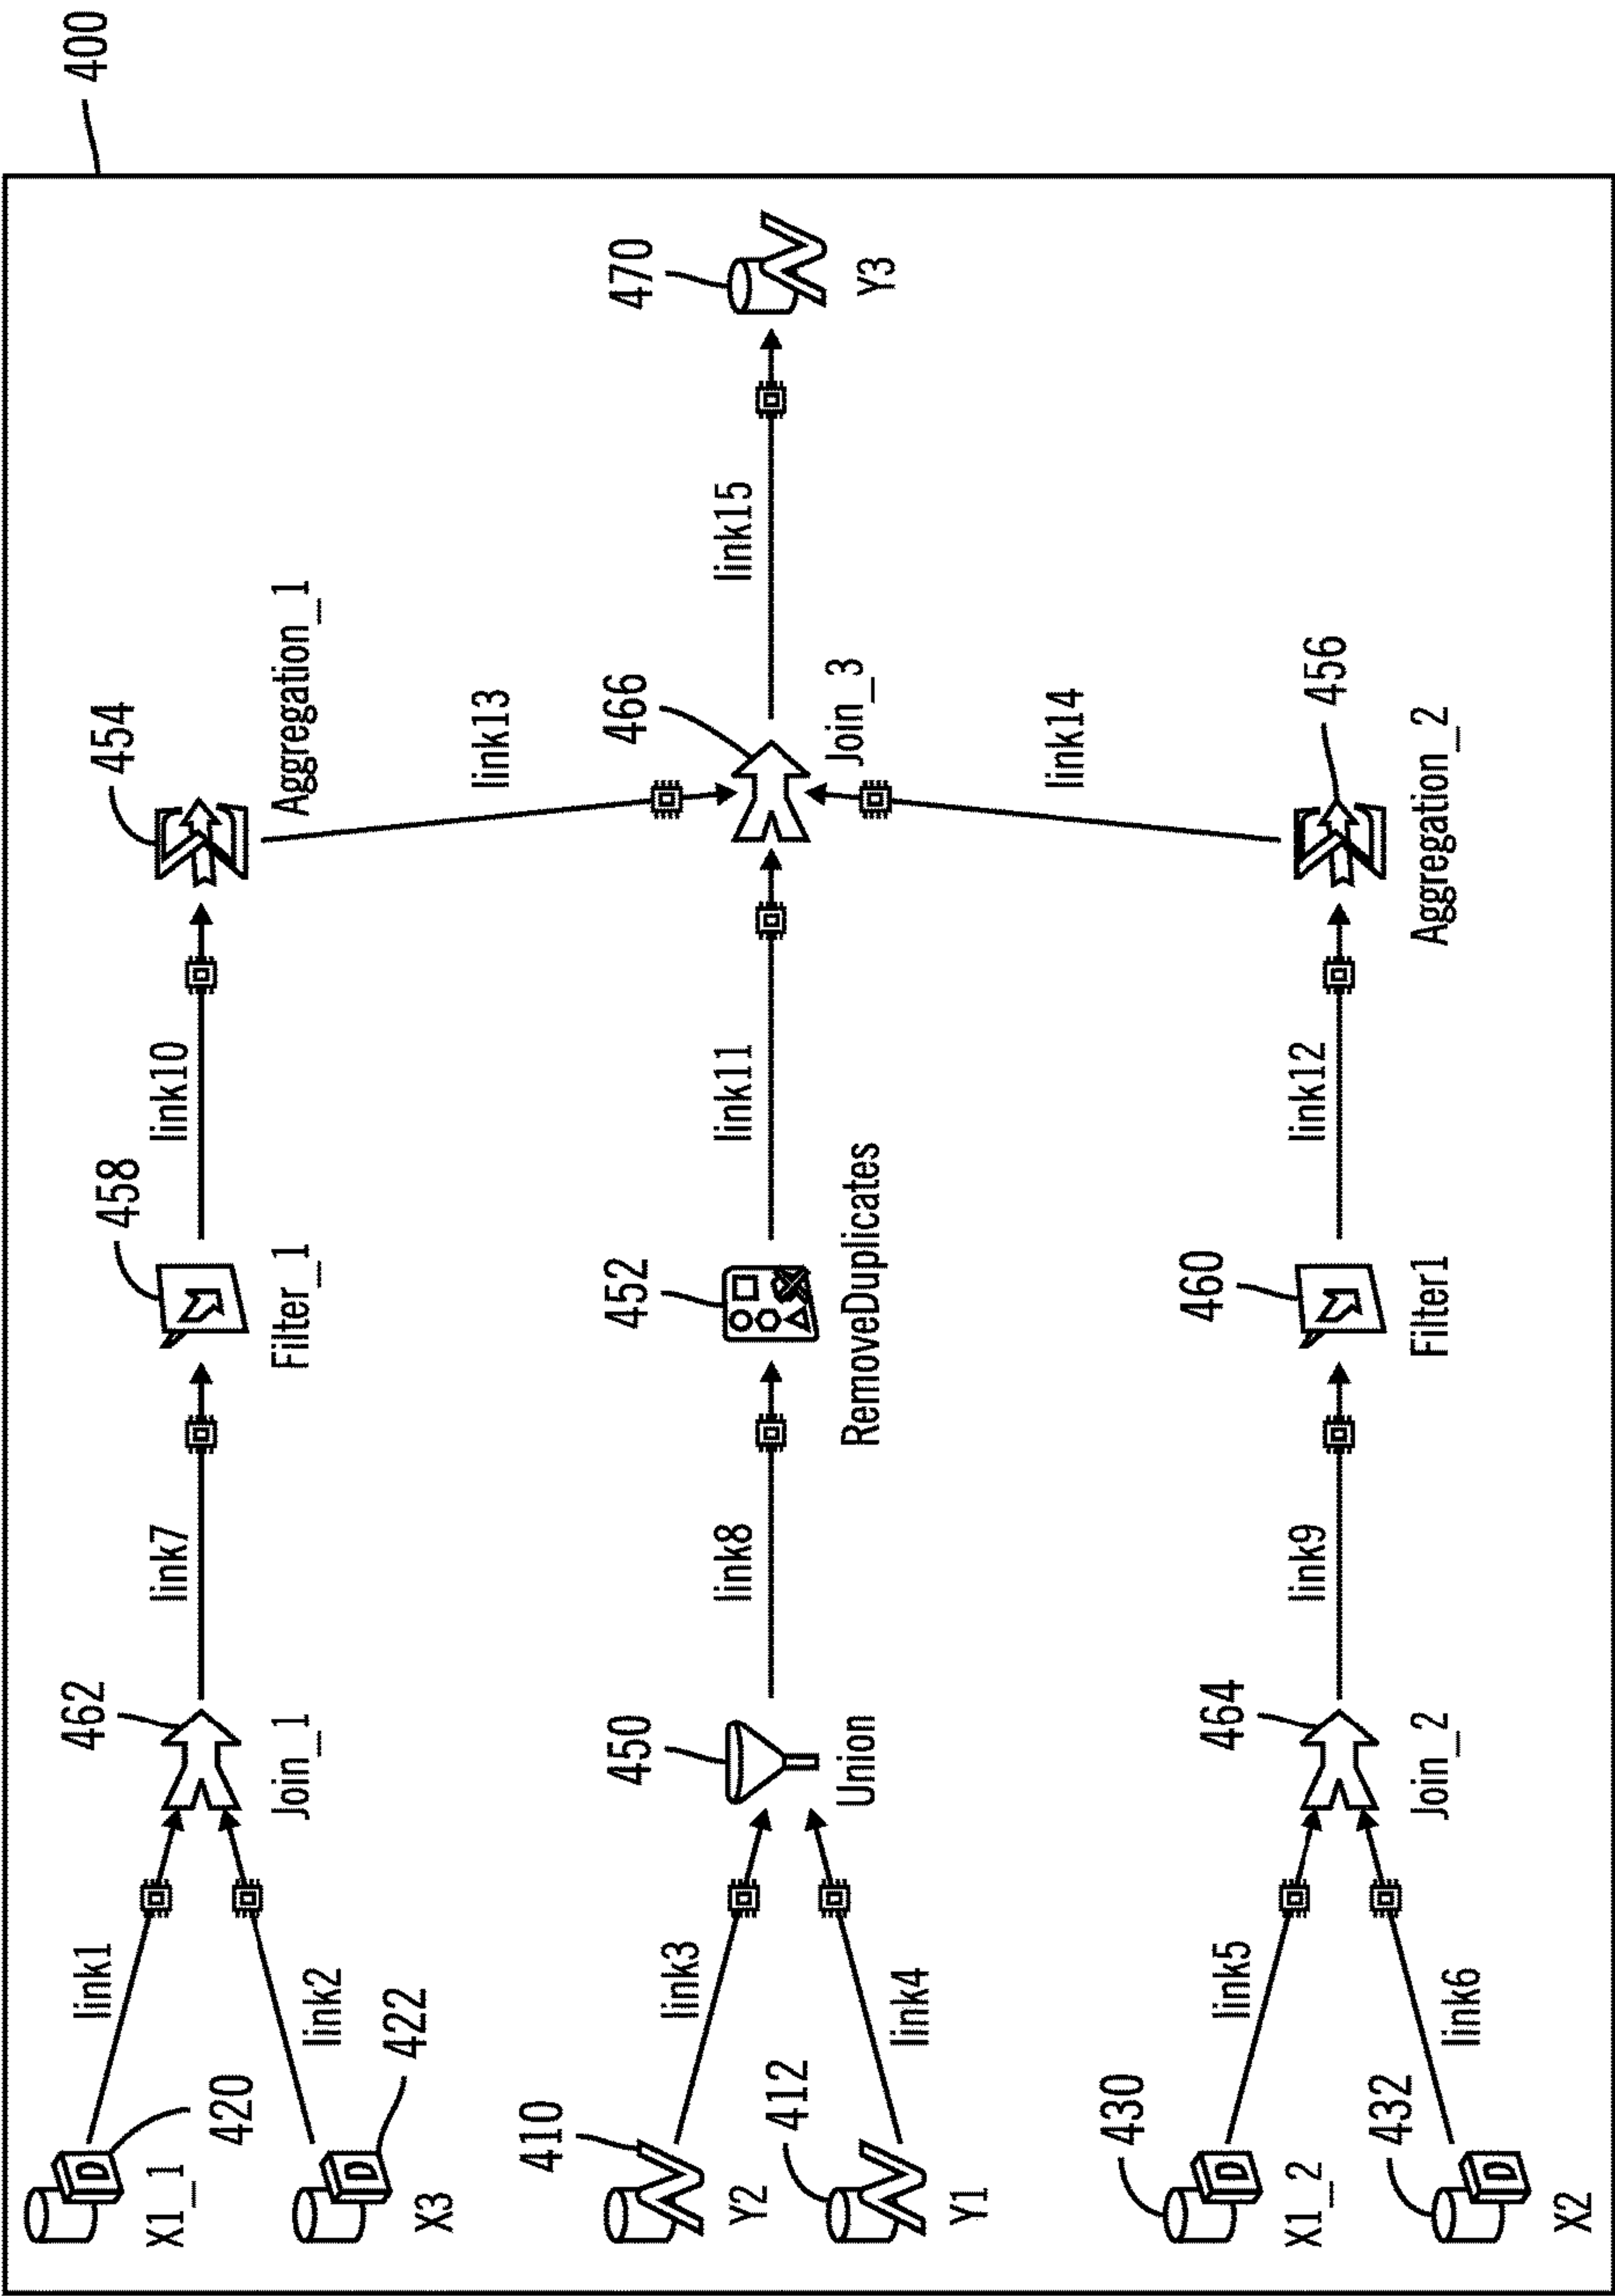 400
420
X1_1
link1
422
X3
link2
462
Join_1
link7
458
Filter_1
link10
454
Aggregation_1
link13
410
Y2
link3
412
Y1
link4
450
Union
link8
452
RemoveDuplicates
link11
466
Join_3
link15
470
Y3
430
X1_2
link5
432
X2
link6
464
Join_2
link9
460
Filter1
link12
456
Aggregation_2
link14
D
D
D
D